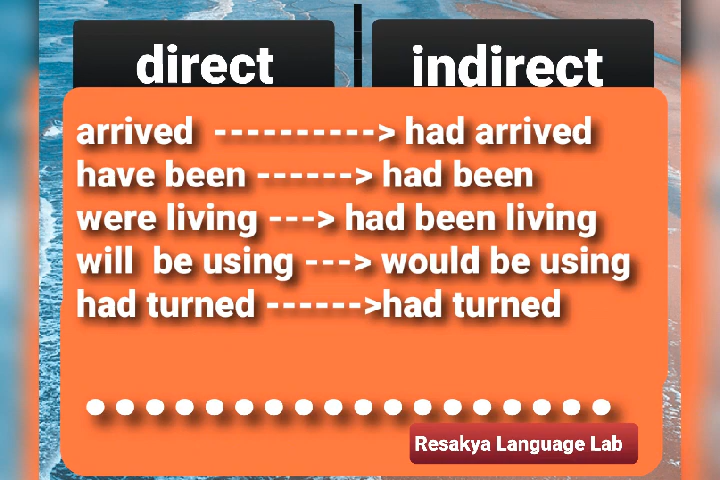 direct indirect
arrived ----------> had arrived
have been ------> had been
were living ---> had been living
will be using ---> would be using
had turned ------>had turned
..................
Resakya Language Lab